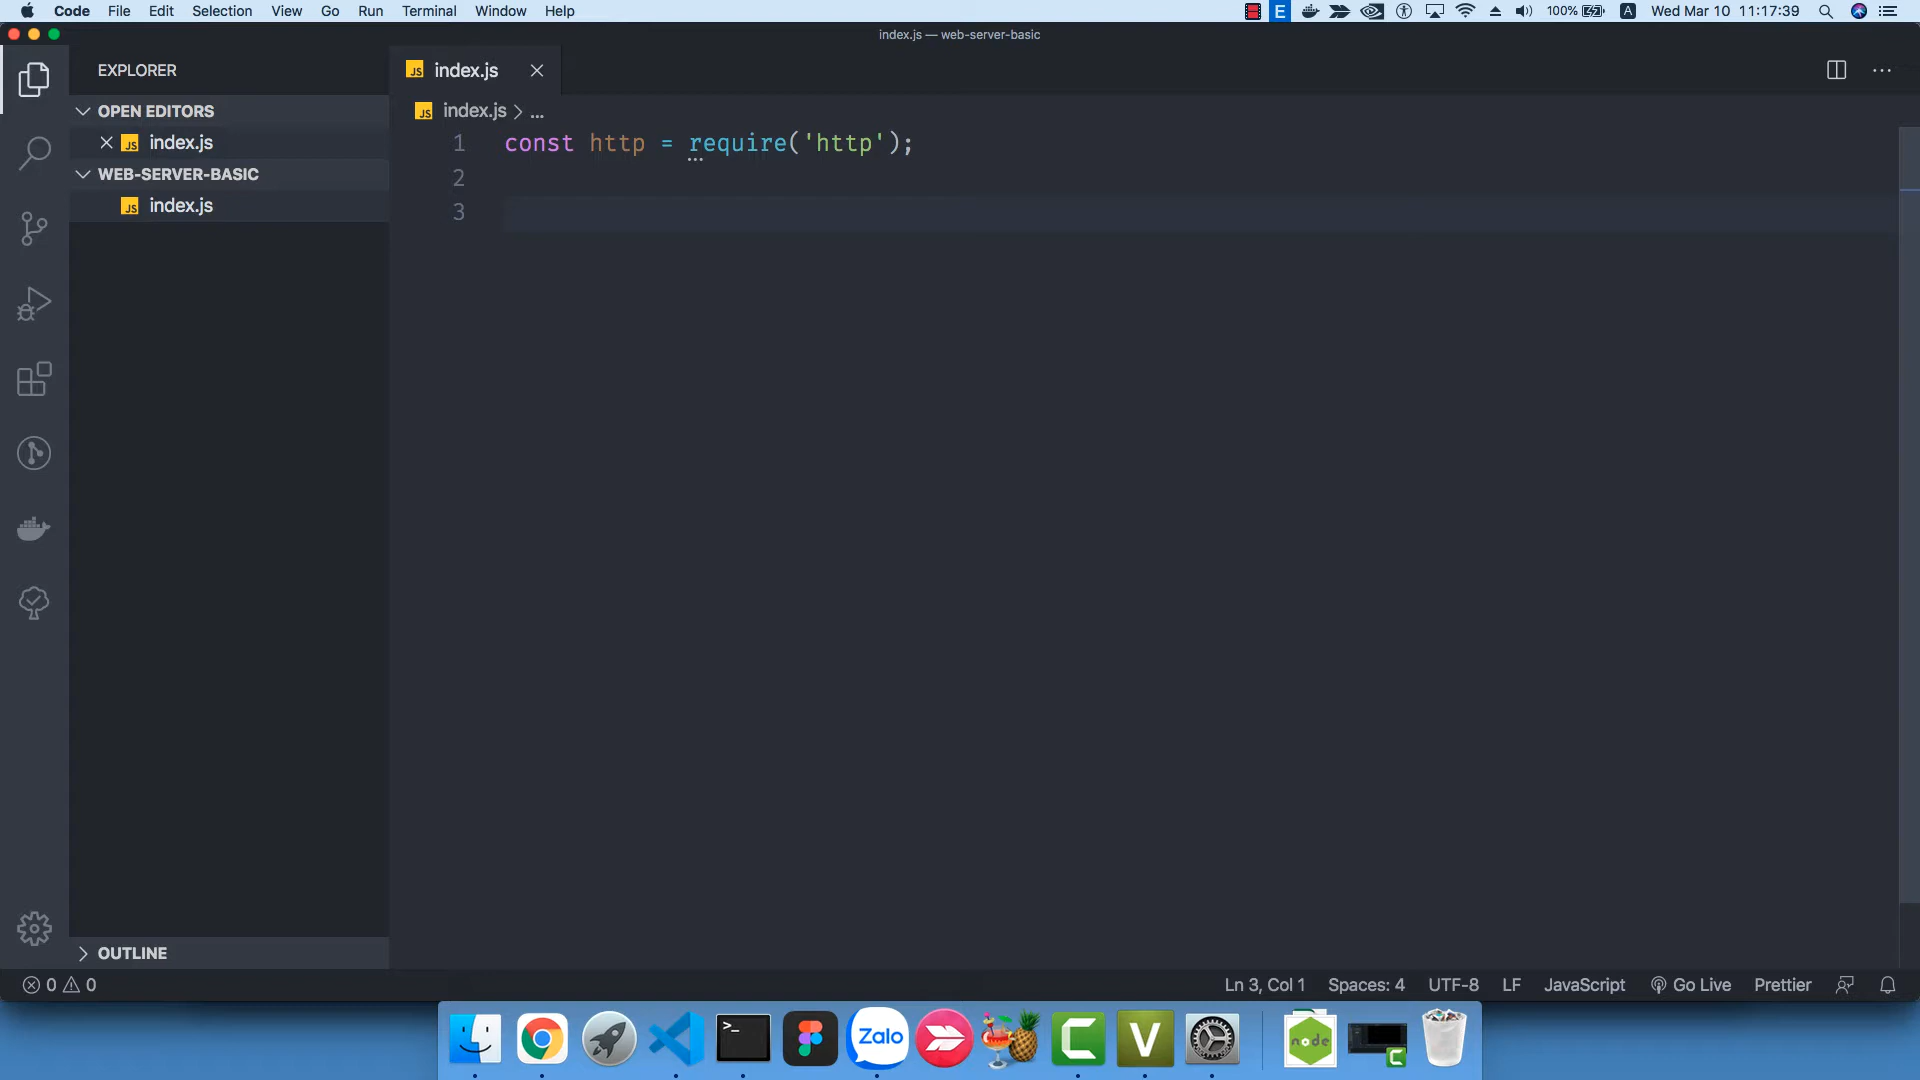 Code File Edit Selection View Go Run Terminal Window Help
E 100% A Wed Mar 10 11:17:39
index.js — web-server-basic
EXPLORER
JS index.js
OPEN EDITORS
JS index.js > ...
JS index.js
1 const http = require('http');
WEB-SERVER-BASIC
2
JS index.js
3
OUTLINE
0 0 Ln 3, Col 1 Spaces: 4 UTF-8 LF JavaScript Go Live Prettier
>_ Zalo C V node C